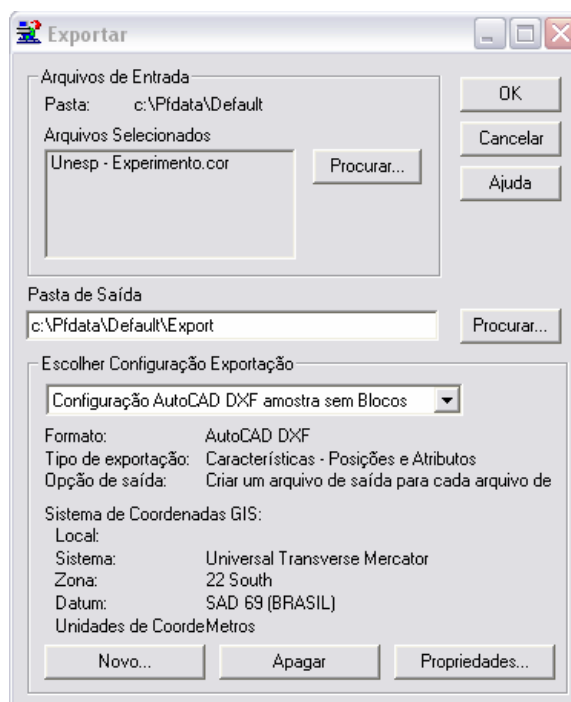 Exportar
Arquivos de Entrada
Pasta: c:\Pfdata\Default
Arquivos Selecionados
Unesp - Experimento.cor
Procurar...
OK
Cancelar
Ajuda
Pasta de Saída
c:\Pfdata\Default\Export
Procurar...
Escolher Configuração Exportação
Configuração AutoCAD DXF amostra sem Blocos
Formato: AutoCAD DXF
Tipo de exportação: Características - Posições e Atributos
Opção de saída: Criar um arquivo de saída para cada arquivo de
Sistema de Coordenadas GIS:
Local:
Sistema: Universal Transverse Mercator
Zona: 22 South
Datum: SAD 69 (BRASIL)
Unidades de CoordeMetros
Novo... Apagar Propriedades...